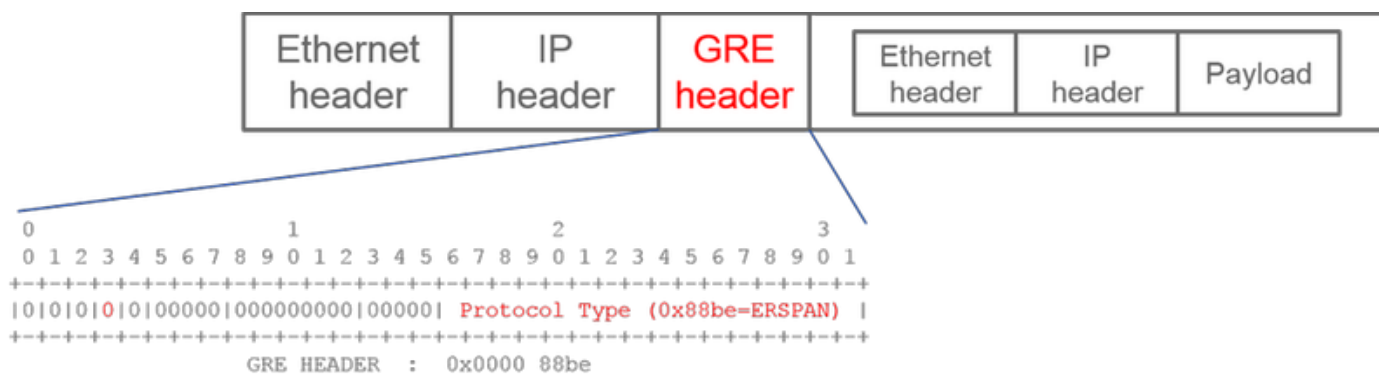 Ethernet header
IP header
GRE header
Ethernet header
IP header
Payload
0 1 2 3
0 1 2 3 4 5 6 7 8 9 0 1 2 3 4 5 6 7 8 9 0 1 2 3 4 5 6 7 8 9 0 1
+-+-+-+-+-+-+-+-+-+-+-+-+-+-+-+-+-+-+-+-+-+-+-+-+-+-+-+-+-+-+-+-+
|0|0|0|0|0|00000|000000000|00000| Protocol Type (0x88be=ERSPAN) |
+-+-+-+-+-+-+-+-+-+-+-+-+-+-+-+-+-+-+-+-+-+-+-+-+-+-+-+-+-+-+-+-+
GRE HEADER : 0x0000 88be